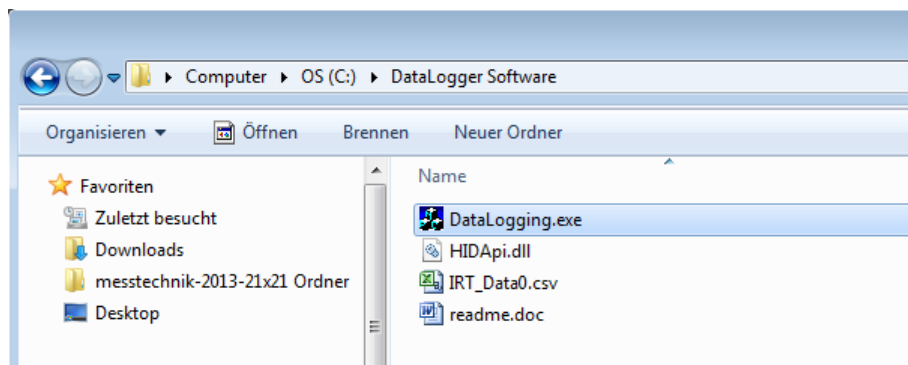 Computer OS (C:) DataLogger Software
Organisieren Öffnen Brennen Neuer Ordner
Favoriten
Zuletzt besucht
Downloads
messtechnik-2013-21x21 Ordner
Desktop
Name
DataLogging.exe
HIDApi.dll
IRT_Data0.csv
readme.doc